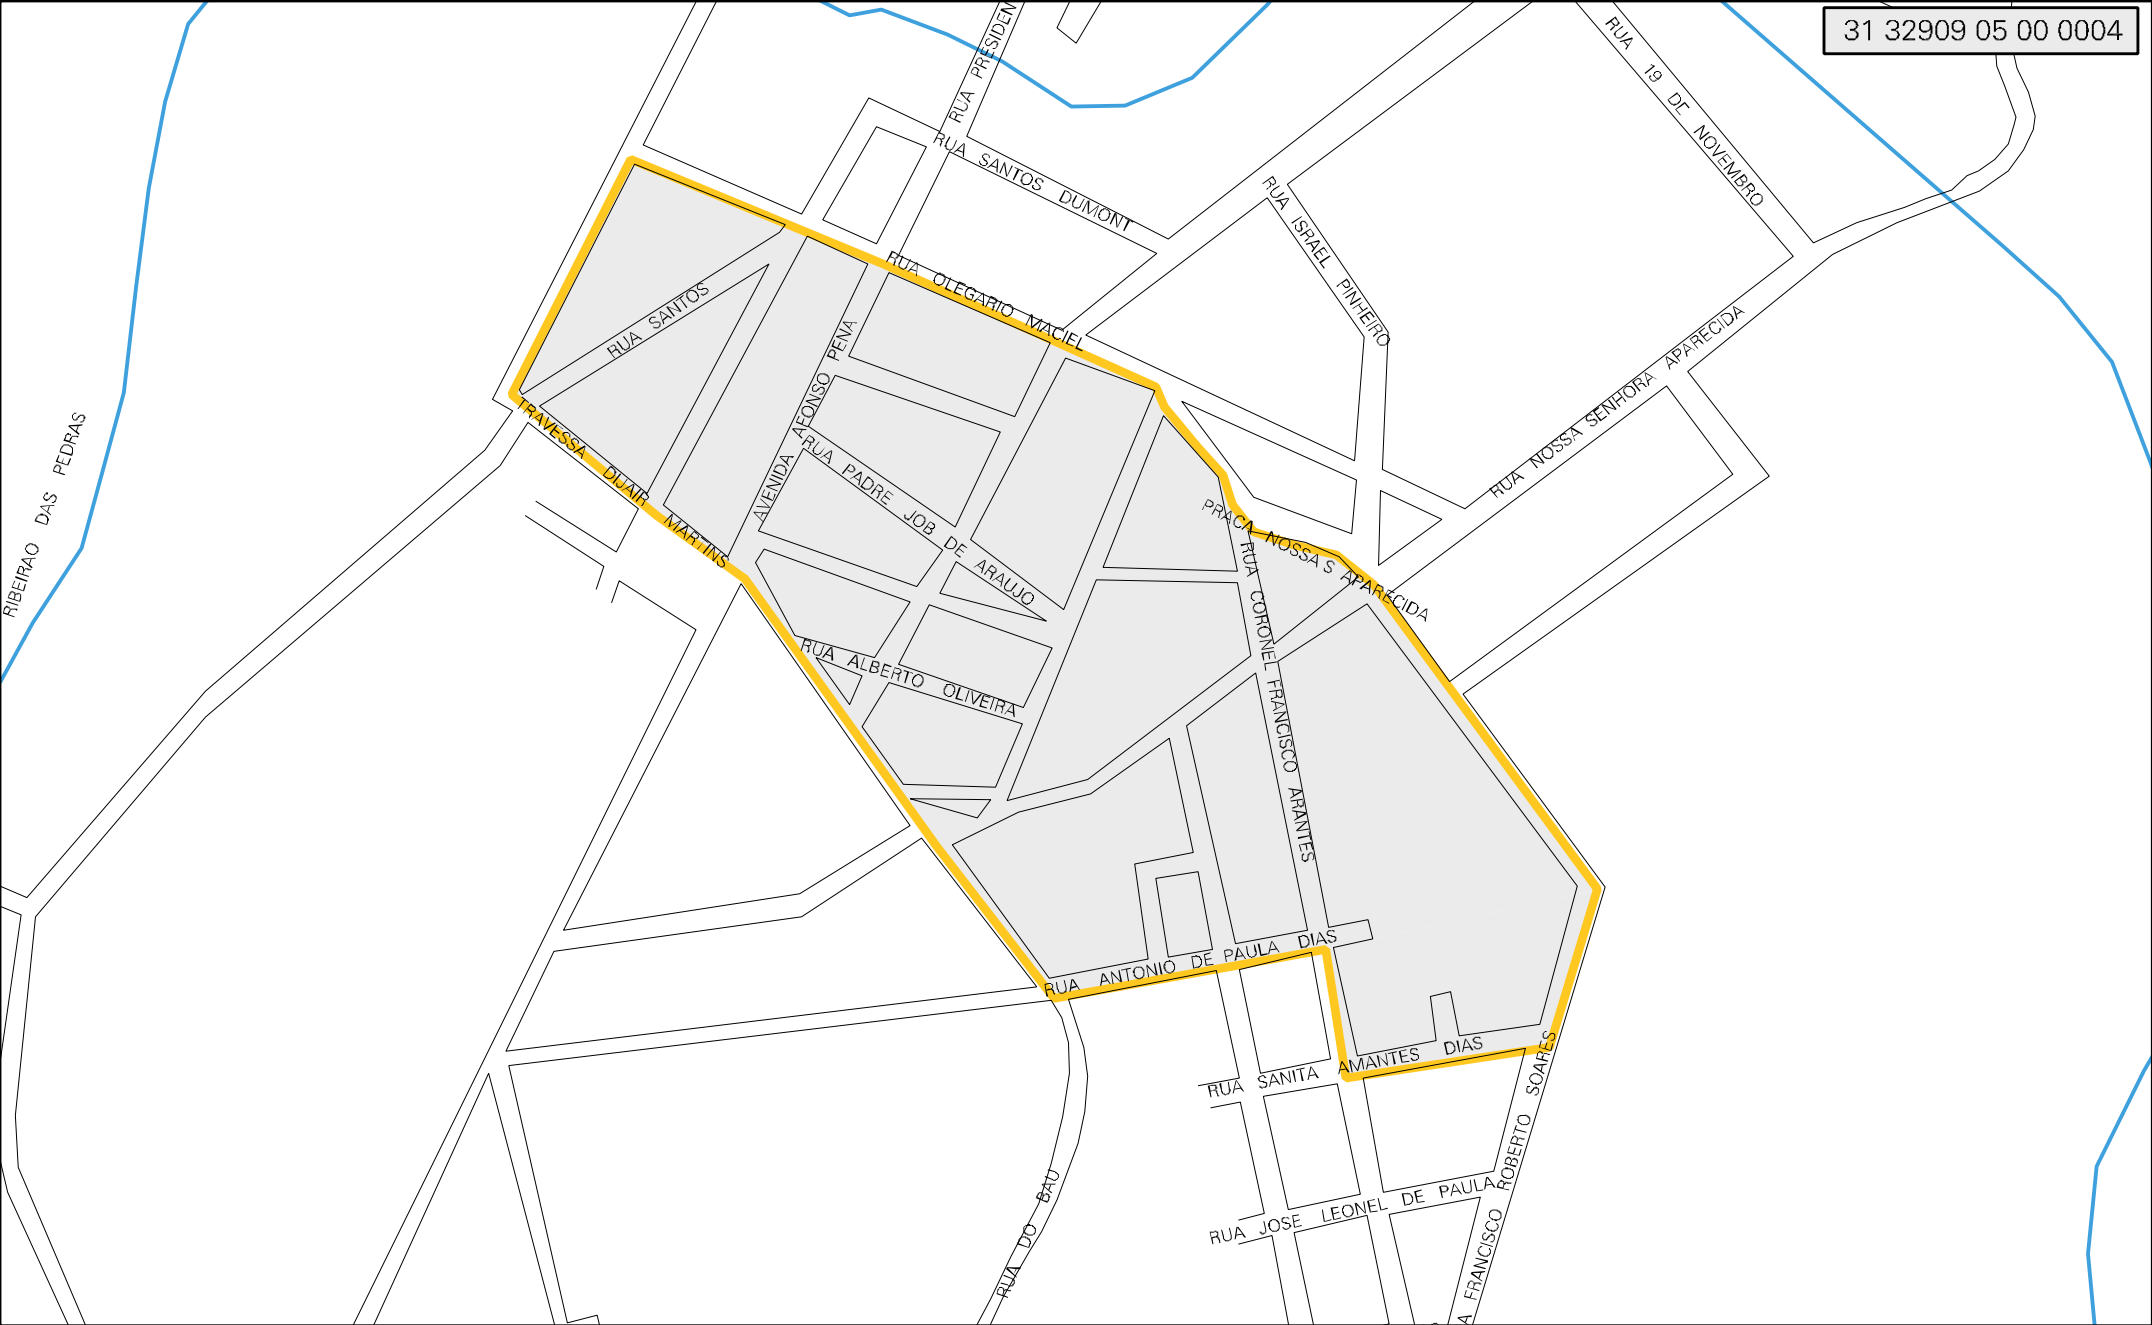 31 32909 05 00 0004
RUA PRESIDEN
RUA 19 DE NOVEMBRO
RUA SANTOS DUMONT
RUA ISRAEL PINHEIRO
RUA OLEGARIO MACIEL
RUA SANTOS
AVENIDA AFONSO PENA
RUA NOSSA SENHORA APARECIDA
TRAVESSA DIJAIR MARTINS
RUA PADRE JOB DE ARAUJO
PRACA NOSSA S APARECIDA
RIBEIRAO DAS PEDRAS
RUA CORONEL FRANCISCO ARANTES
RUA ALBERTO OLIVEIRA
RUA ANTONIO DE PAULA DIAS
RUA SANITA AMANTES DIAS
RUA JOSE LEONEL DE PAULA
RUA DO BAU
A FRANCISCO ROBERTO SOARES